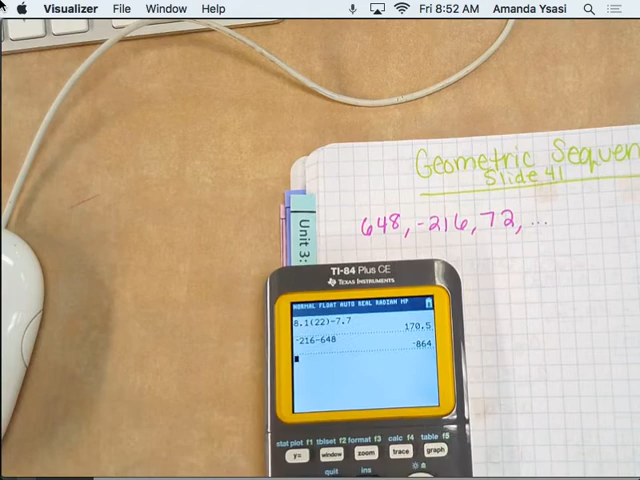 Visualizer File Window Help Fri 8:52 AM Amanda Ysasi
Geometric Sequen
Slide 41
648, -216, 72, ...
Unit 3:
TI-84 Plus CE
TEXAS INSTRUMENTS
NORMAL FLOAT AUTO REAL RADIAN MP
8.1(22)-7.7
170.5
-216-648
-864
stat plot f1 tblset f2 format f3 calc f4 table f5
y= window zoom trace graph
quit ins